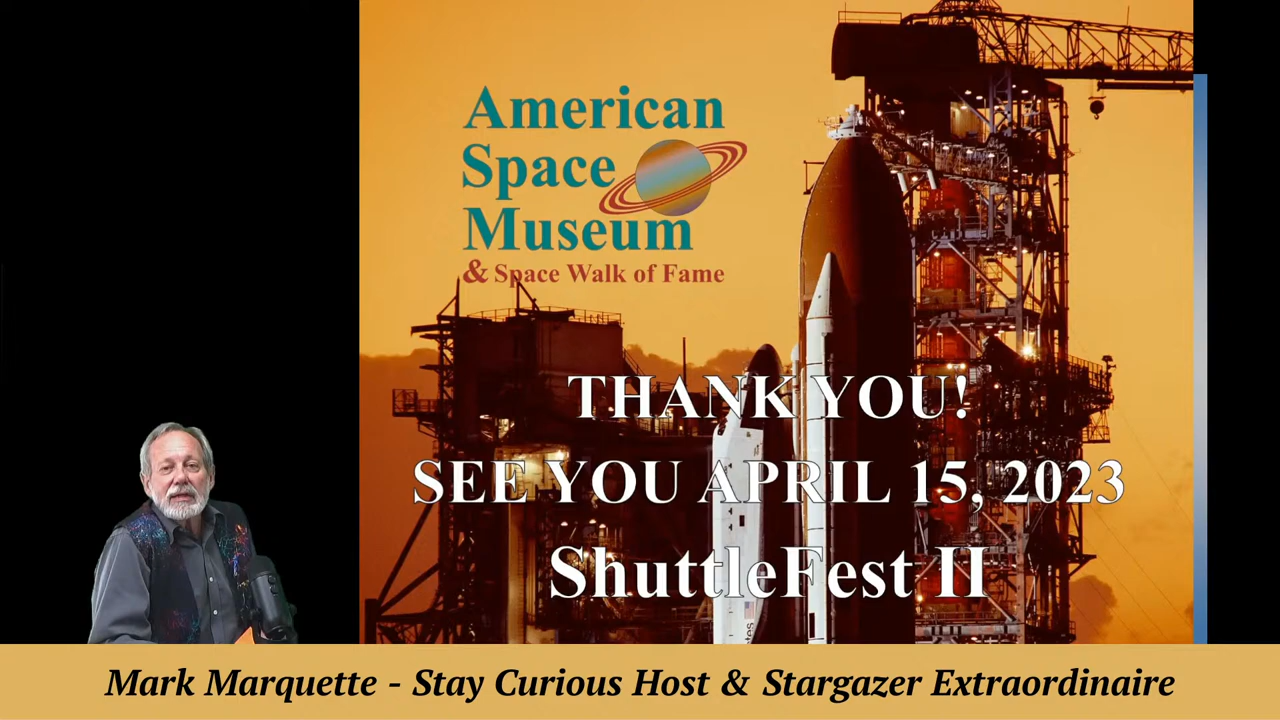 American
Space
Museum
& Space Walk of Fame
THANK YOU!
SEE YOU APRIL 15, 2023
ShuttleFest II
Mark Marquette - Stay Curious Host & Stargazer Extraordinaire